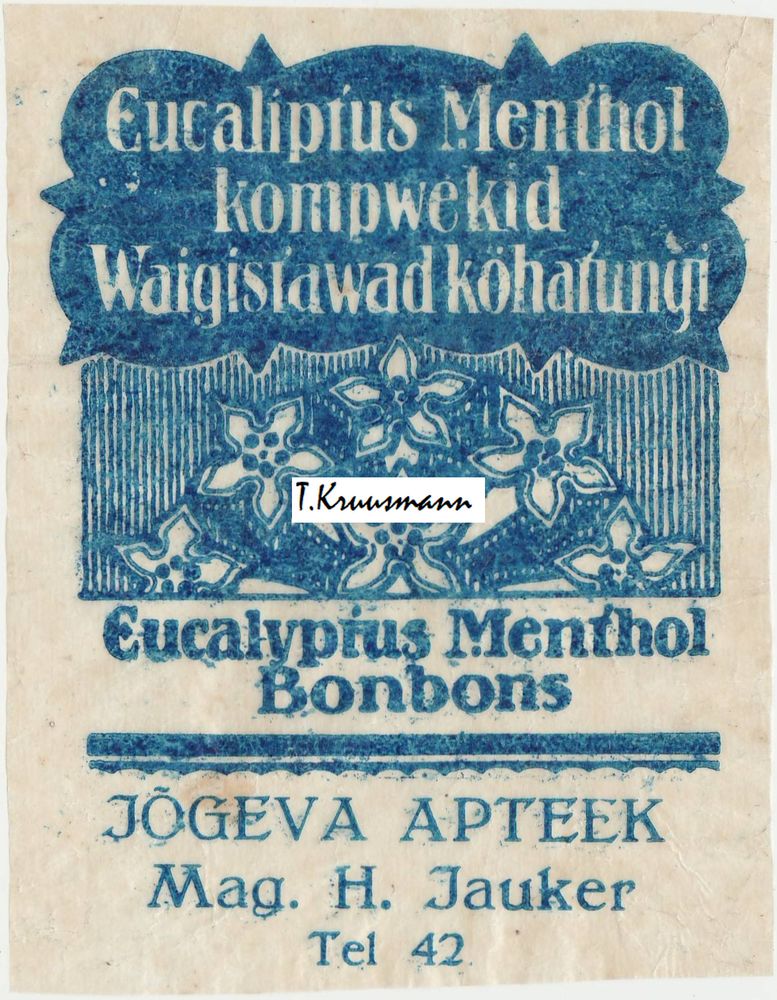 Eucaliptus Menthol
kompwekid
Waigistawad köhatungi
T.Kruusmann
Eucalyptus Menthol
Bonbons
JÕGEVA APTEEK
Mag. H. Jauker
Tel 42